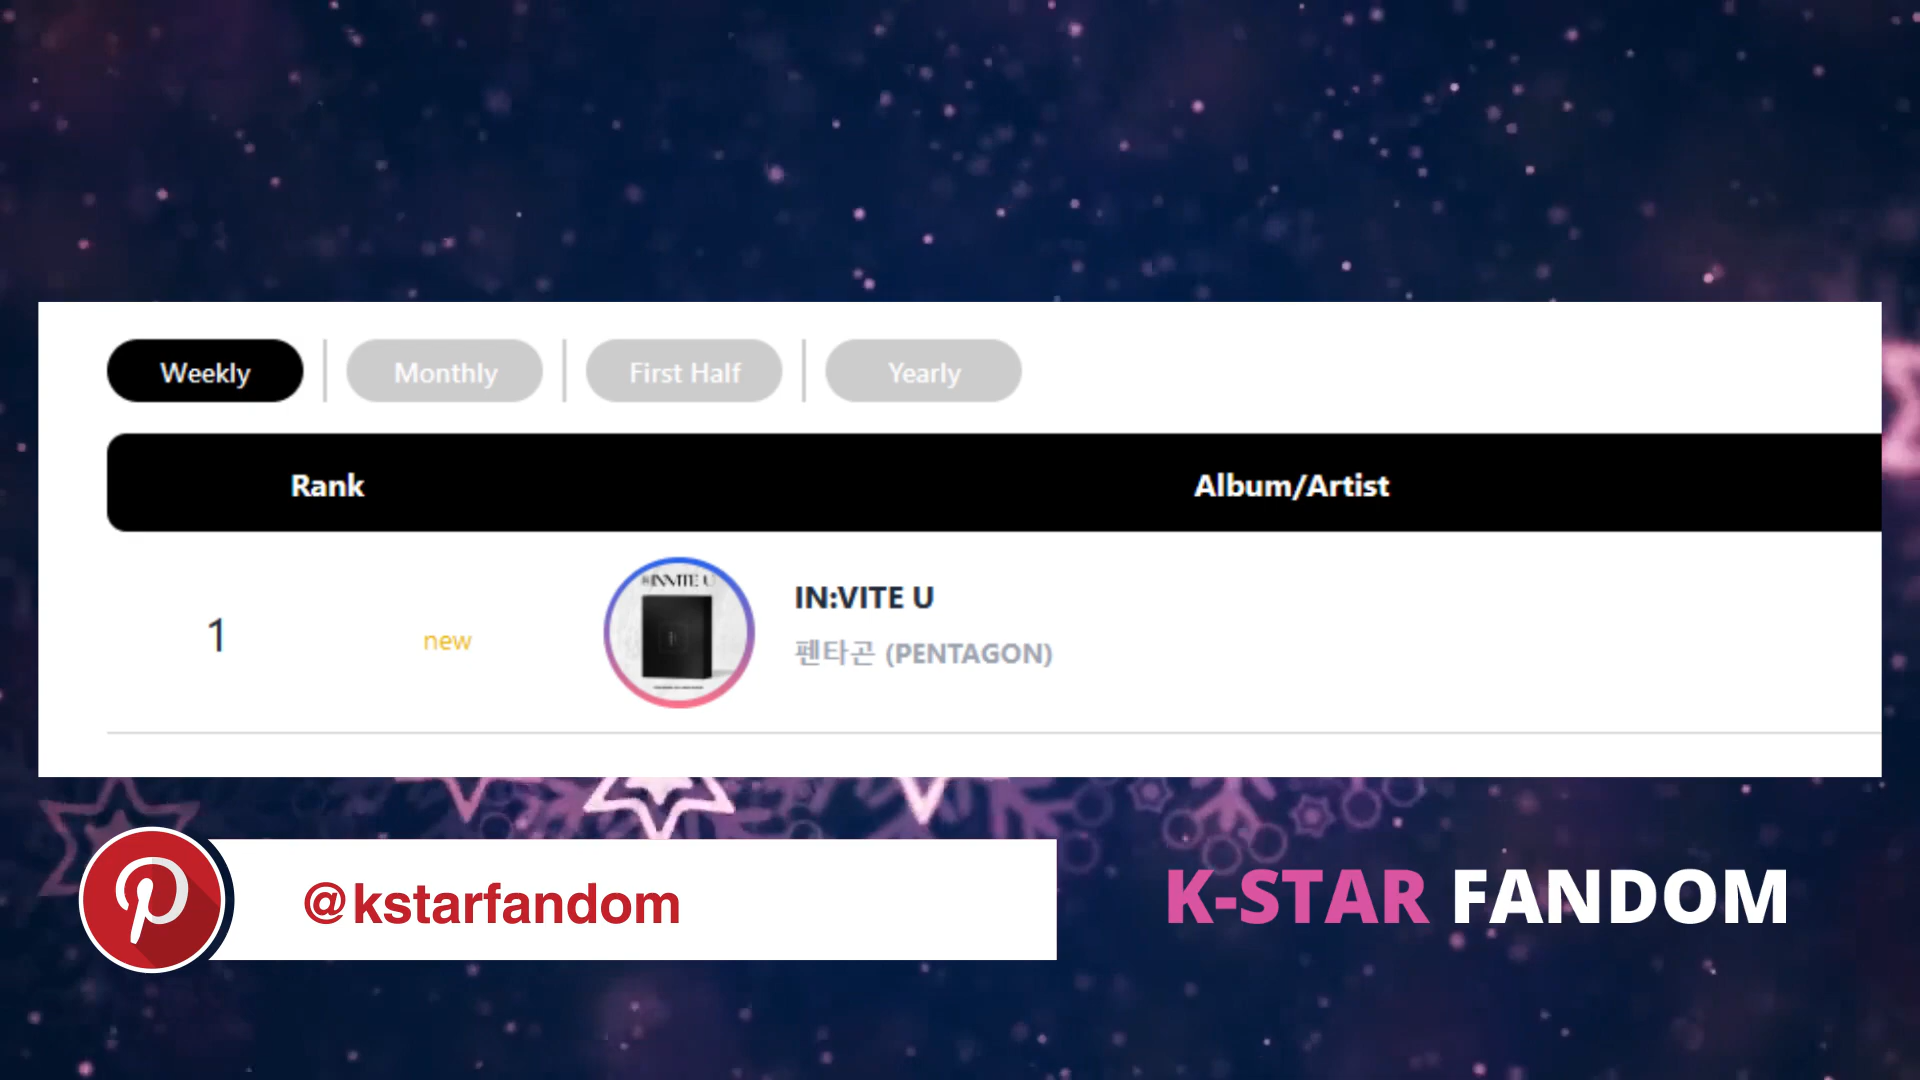 Weekly
Monthly
First Half
Yearly
Rank
Album/Artist
1
new
IN:VITE U
IN:VITE U
펜타곤 (PENTAGON)
@kstarfandom
K-STAR FANDOM